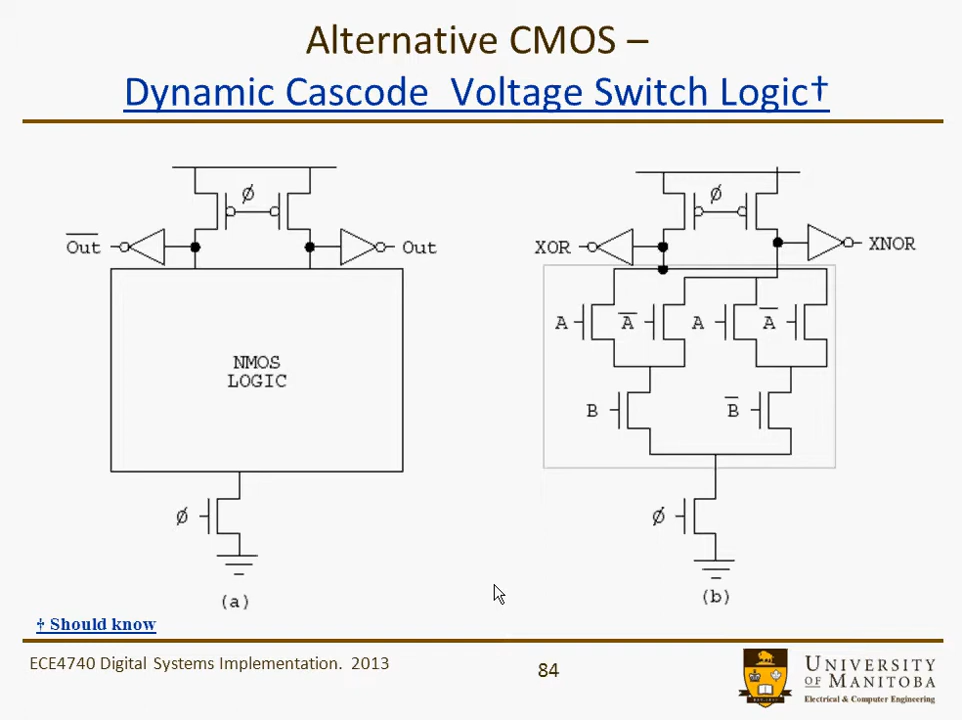 Alternative CMOS –
Dynamic Cascode Voltage Switch Logic†
ø ø
O̅u̅t̅ Out XOR XNOR
A A̅ A A̅
NMOS
LOGIC
B B̅
ø ø
(a) (b)
† Should know
ECE4740 Digital Systems Implementation. 2013
84
UNIVERSITY
OF MANITOBA
Electrical & Computer Engineering